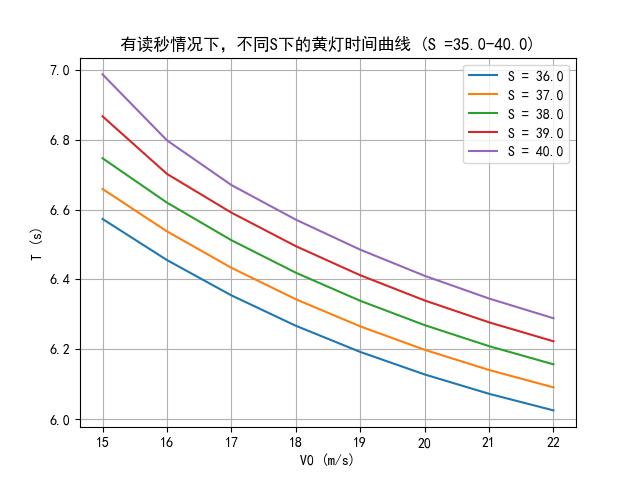 有读秒情况下，不同S下的黄灯时间曲线 (S =35.0-40.0)
7.0
6.8
6.6
6.4
6.2
6.0
T (s)
S = 36.0
S = 37.0
S = 38.0
S = 39.0
S = 40.0
15 16 17 18 19 20 21 22
V0 (m/s)